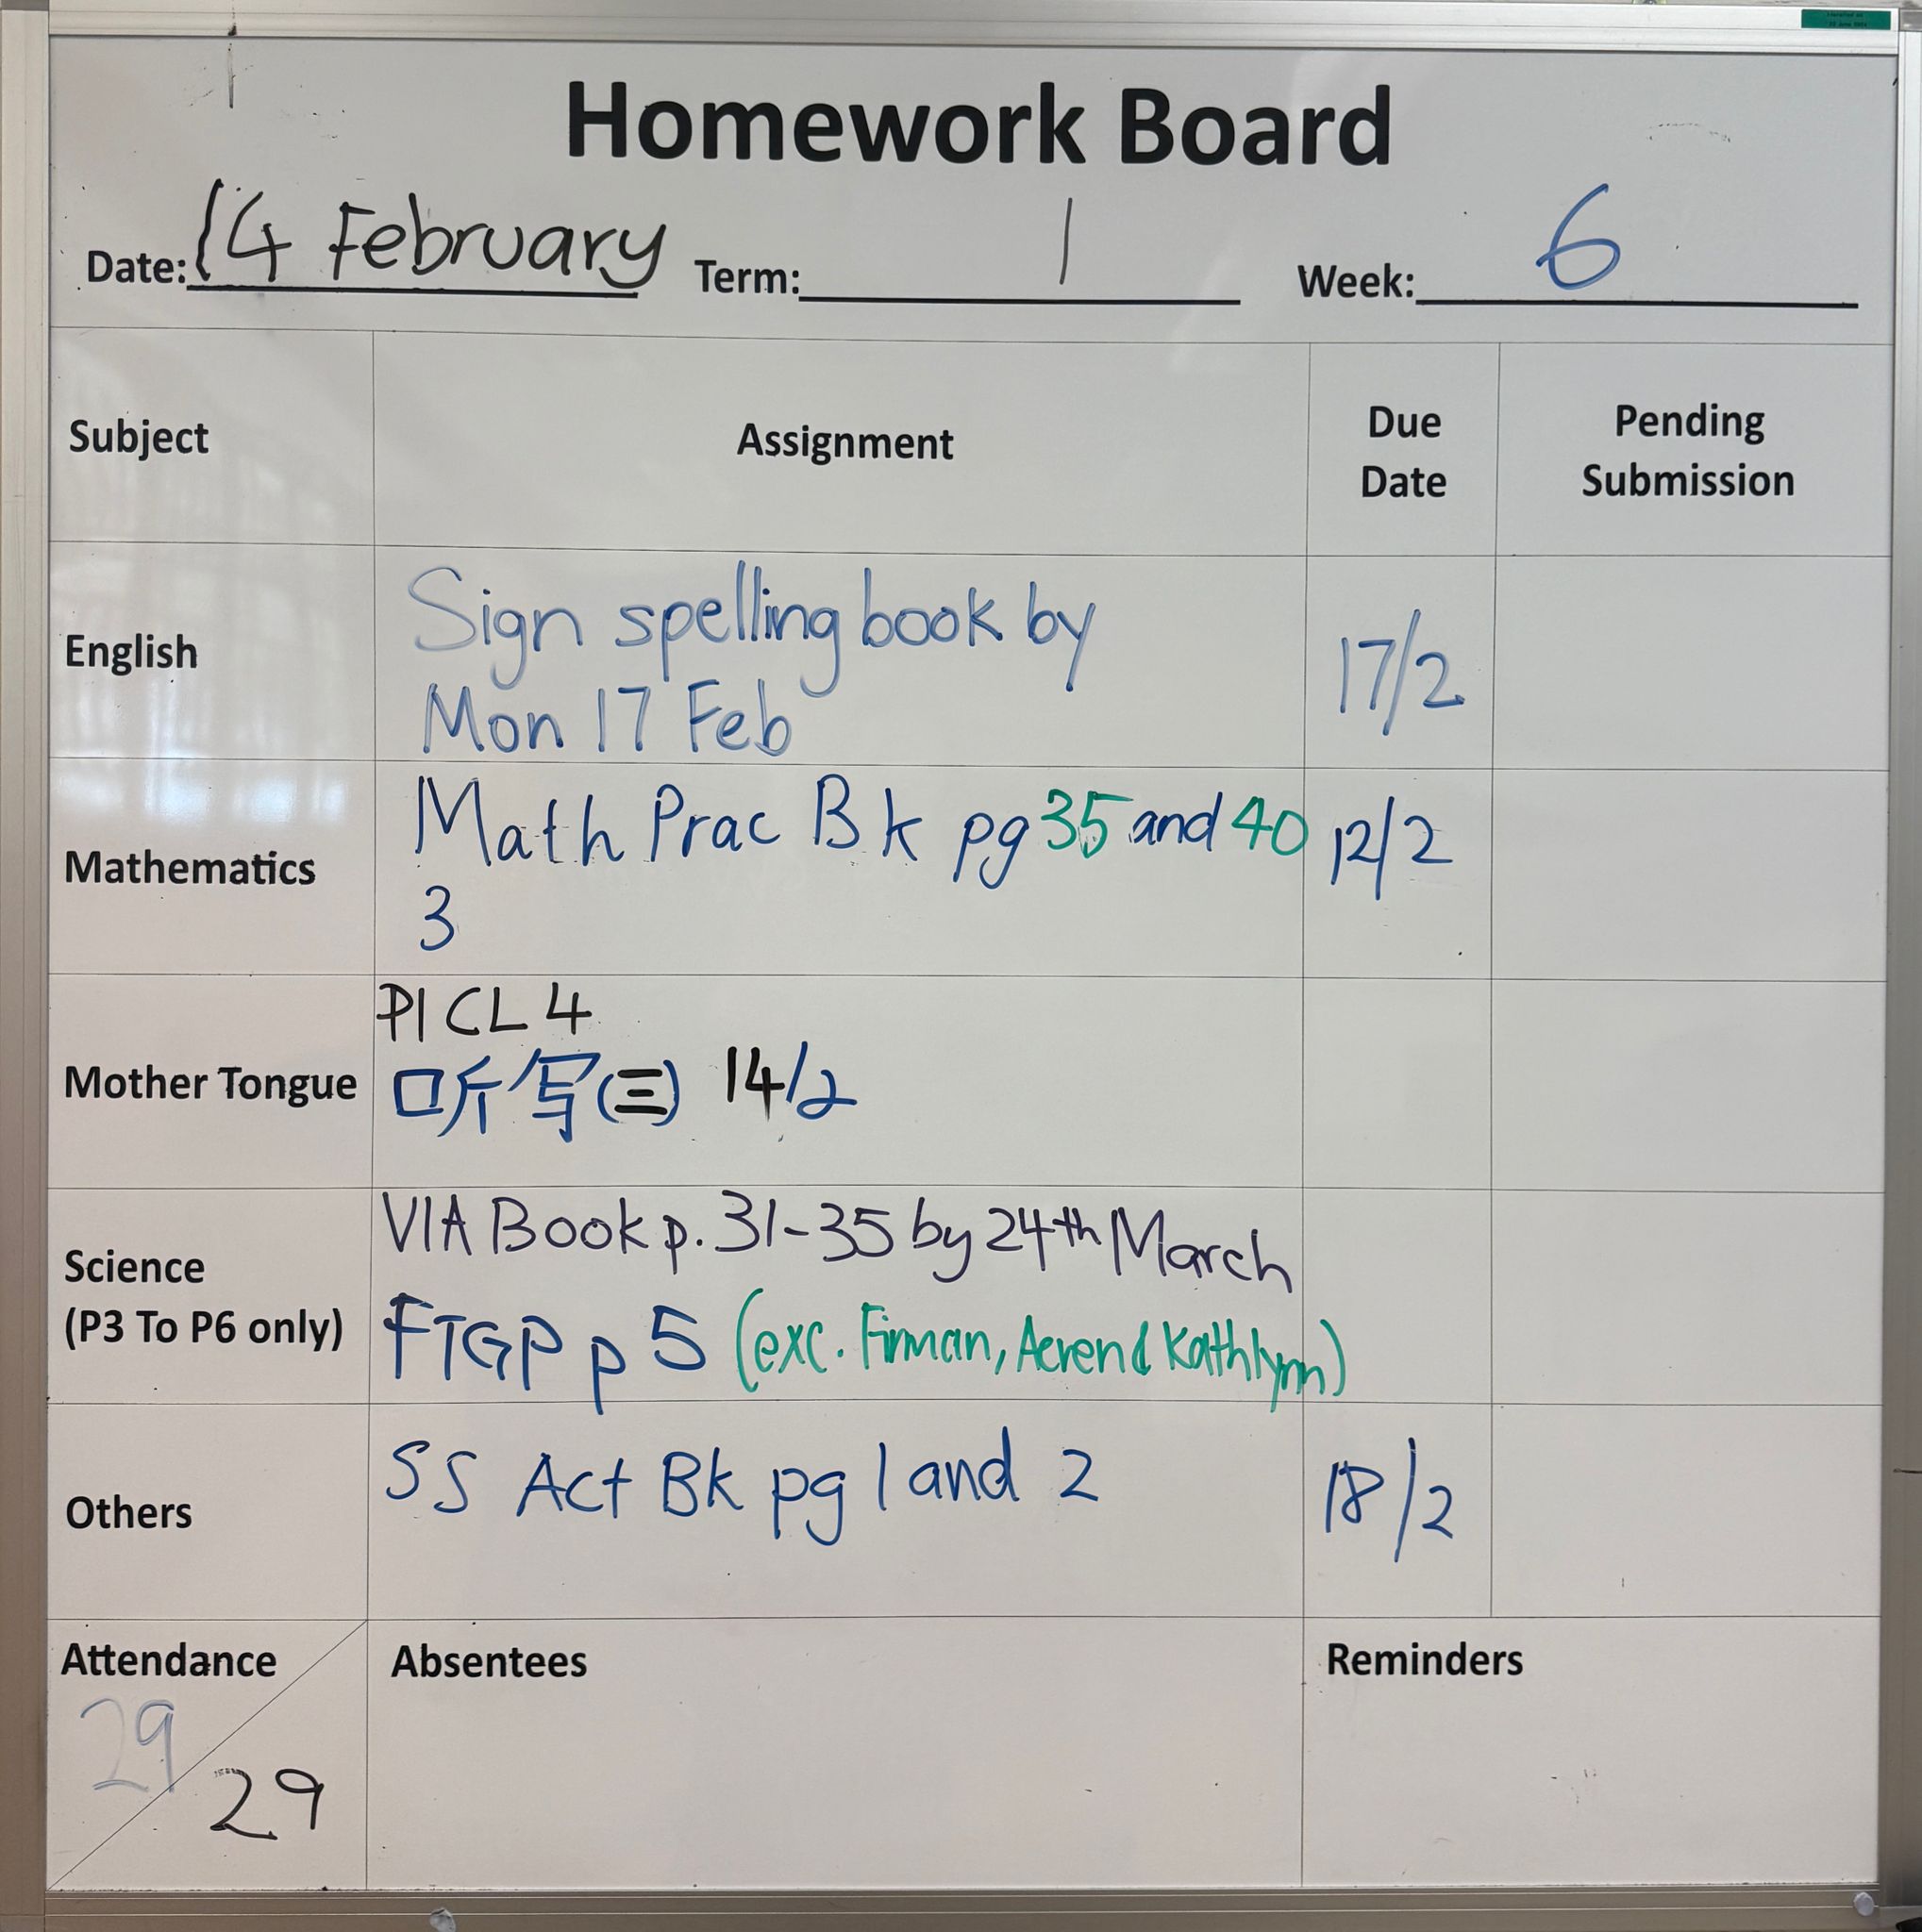 Homework Board
Date: 14 February Term: 1 Week: 6
Subject Assignment Due Date Pending Submission
English Sign spelling book by
Mon 17 Feb 17/2
Mathematics Math Prac Bk pg 35 and 40 12/2
3
Mother Tongue PI CL 4
听写(三) 14/2
Science VIA Book p. 31-35 by 24th March
(P3 To P6 only) FTGP p 5 (exc. Firman, Aerend Kathlynn)
Others SS Act Bk pg 1 and 2 18/2
Attendance Absentees Reminders
29
29